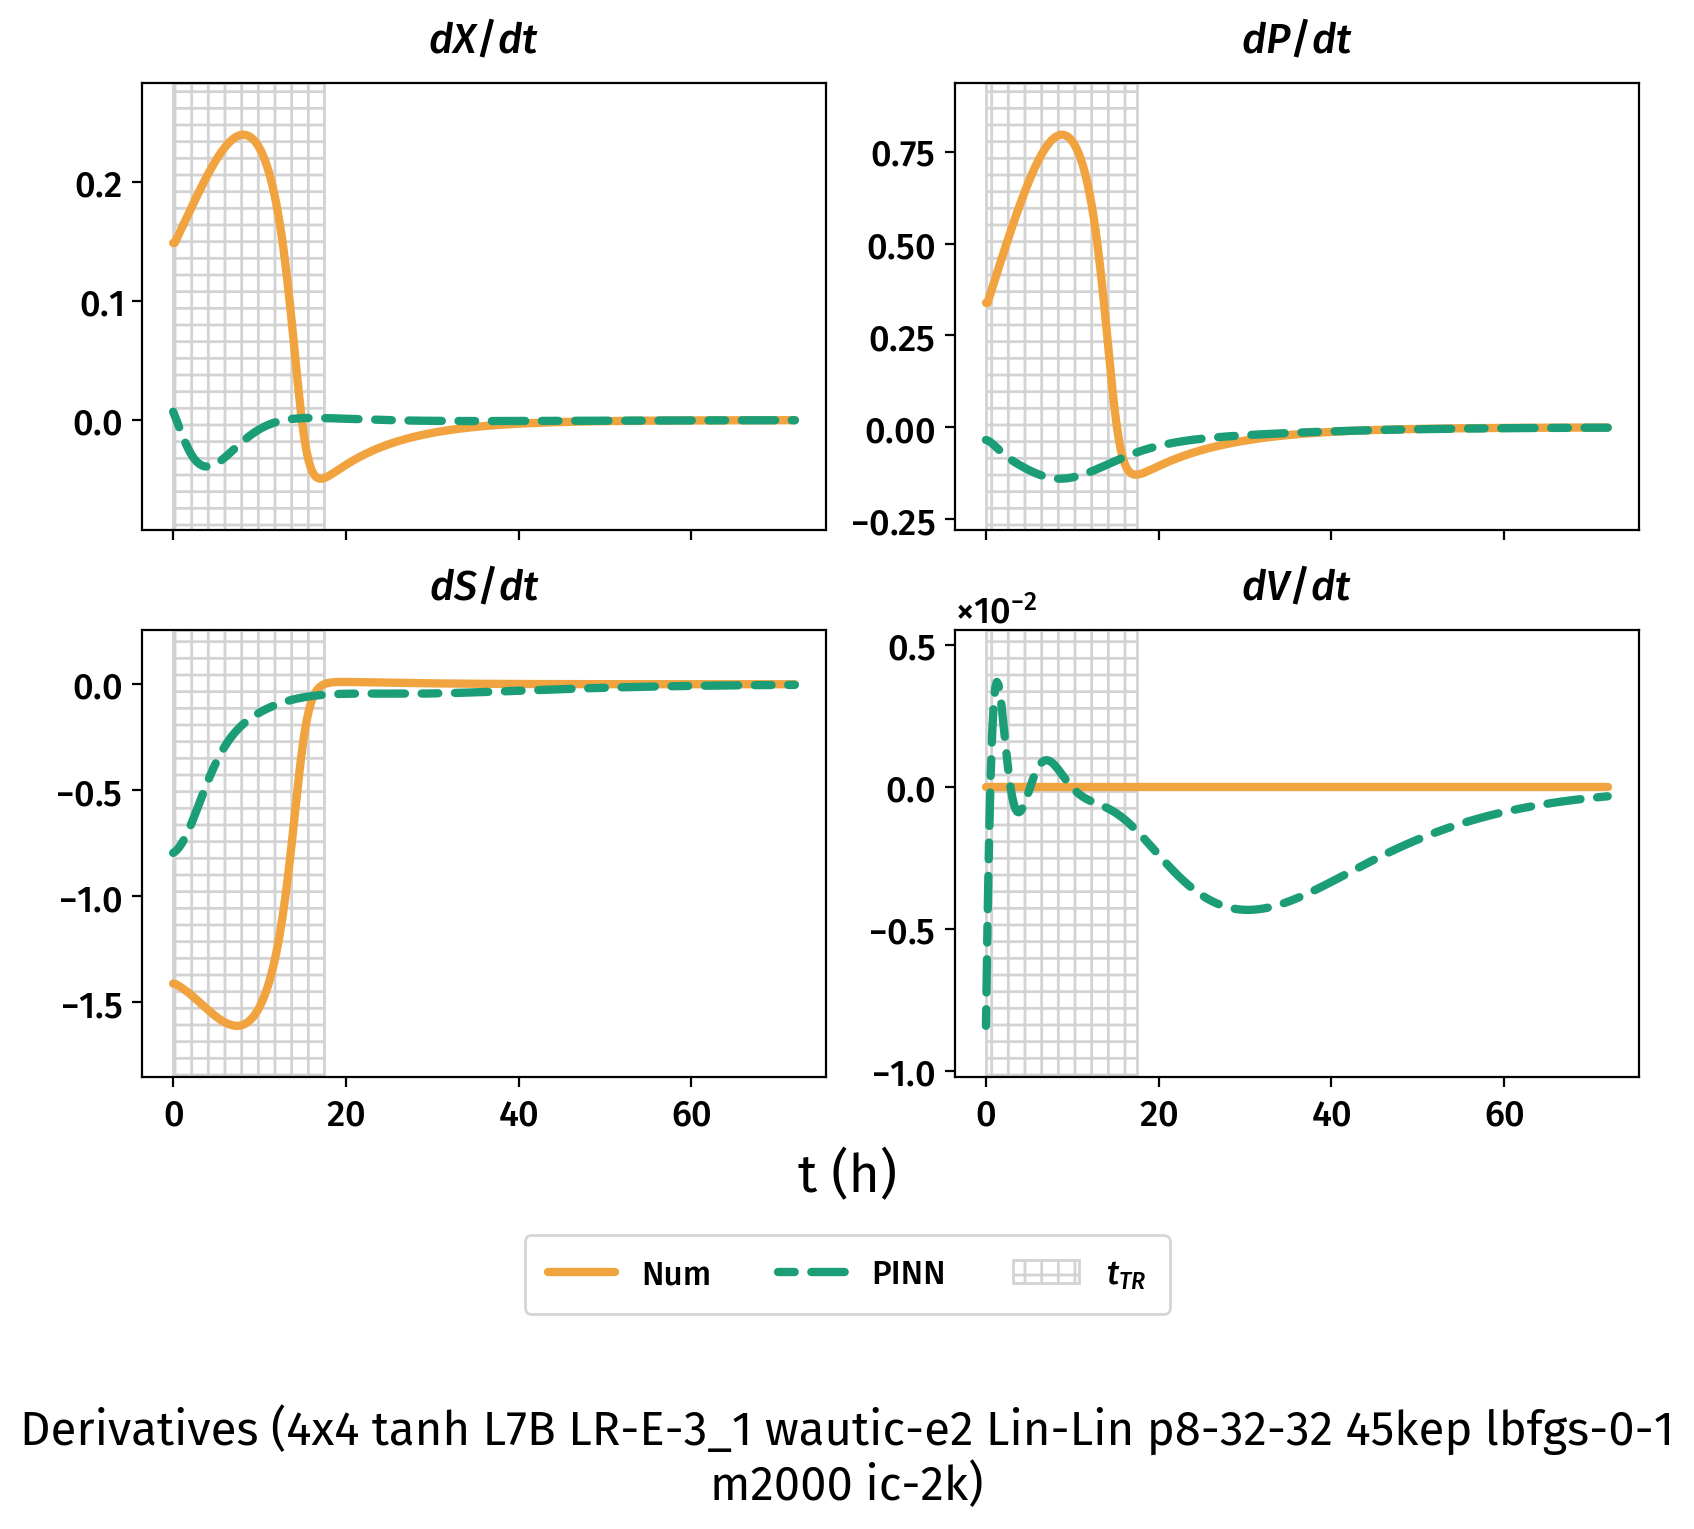 dX/dt
dP/dt
0.2
0.1
0.0
0.75
0.50
0.25
0.00
−0.25
dS/dt
dV/dt
×10⁻²
0.0
−0.5
−1.0
−1.5
0.5
0.0
−0.5
−1.0
0 20 40 60
0 20 40 60
t (h)
Num PINN t_TR
Derivatives (4x4 tanh L7B LR-E-3_1 wautic-e2 Lin-Lin p8-32-32 45kep lbfgs-0-1
m2000 ic-2k)